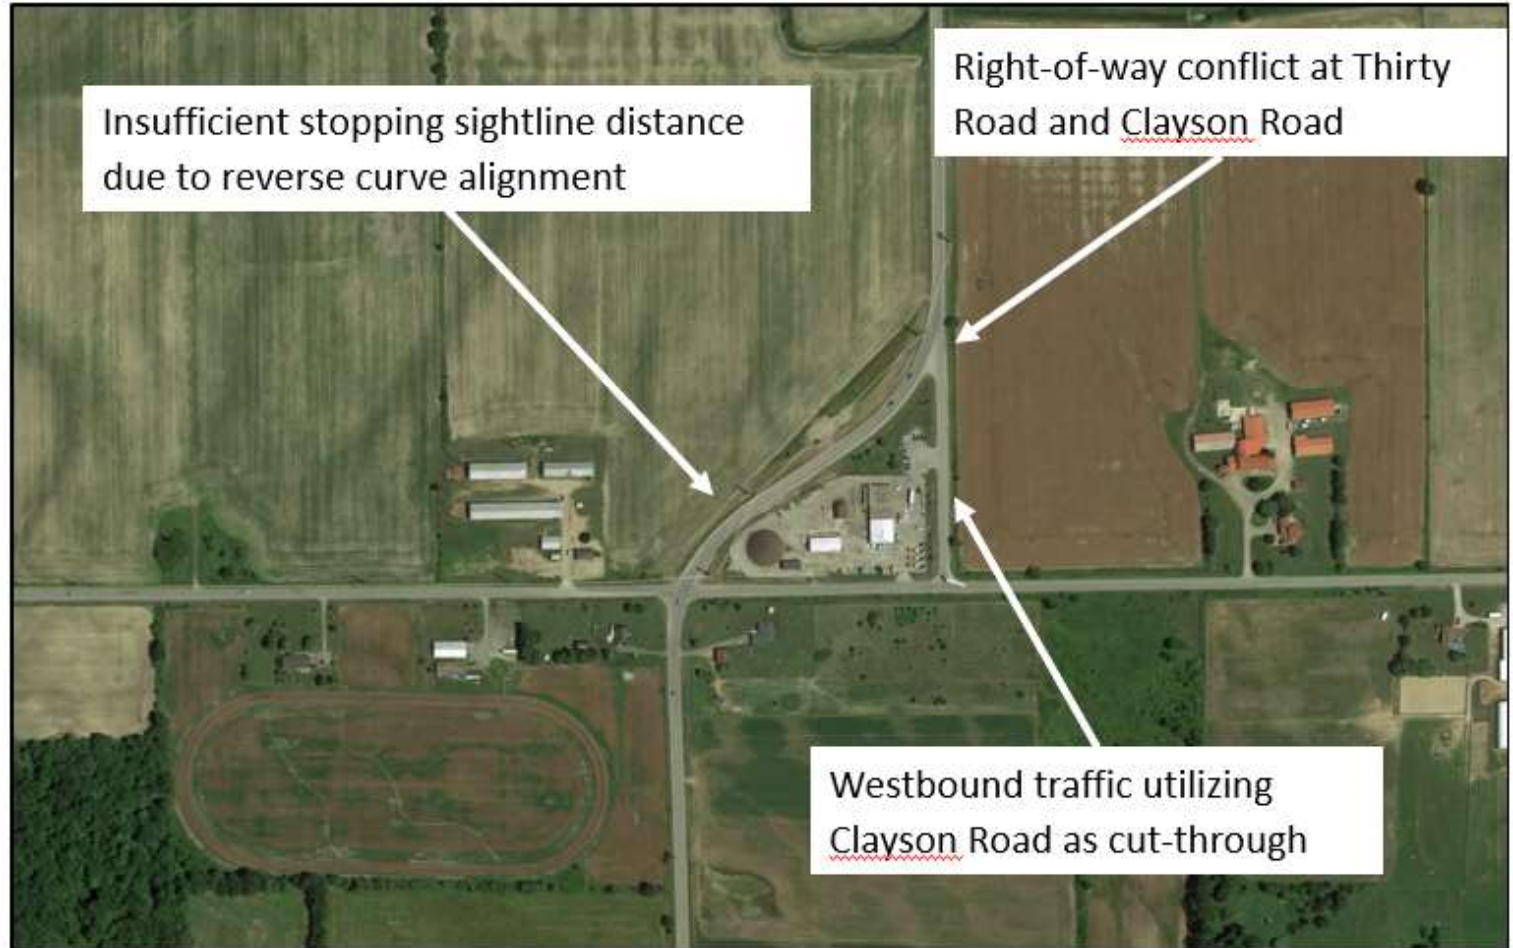 Insufficient stopping sightline distance
due to reverse curve alignment
Right-of-way conflict at Thirty
Road and Clayson Road
Westbound traffic utilizing
Clayson Road as cut-through